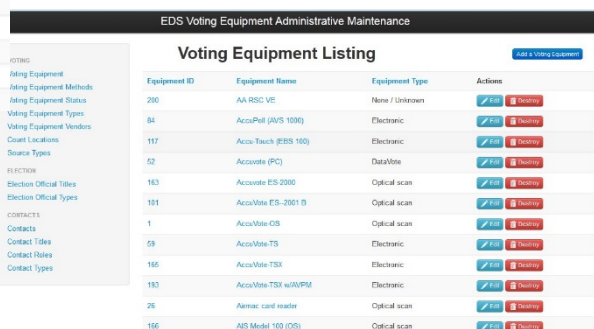 EDS Voting Equipment Administrative Maintenance
Voting Equipment Listing
Add a Voting Equipment
VOTING
Voting Equipment
Voting Equipment Methods
Voting Equipment Status
Voting Equipment Types
Voting Equipment Vendors
Count Locations
Source Types
ELECTION
Election Official Titles
Election Official Types
CONTACTS
Contacts
Contact Titles
Contact Roles
Contact Types
Equipment ID Equipment Name Equipment Type Actions
200 AA RSC VE None / Unknown Edit Destroy
84 AccuPoll (AVS 1000) Electronic Edit Destroy
117 Accu-Touch (EBS 100) Electronic Edit Destroy
52 Accuvote (PC) DataVote Edit Destroy
163 Accuvote ES-2000 Optical scan Edit Destroy
101 AccuVote ES--2001 B Optical scan Edit Destroy
1 AccuVote-OS Optical scan Edit Destroy
59 AccuVote-TS Electronic Edit Destroy
165 AccuVote-TSX Electronic Edit Destroy
193 AccuVote-TSX w/AVPM Electronic Edit Destroy
26 Airmac card reader Optical scan Edit Destroy
166 AIS Model 100 (OS) Optical scan Edit Destroy